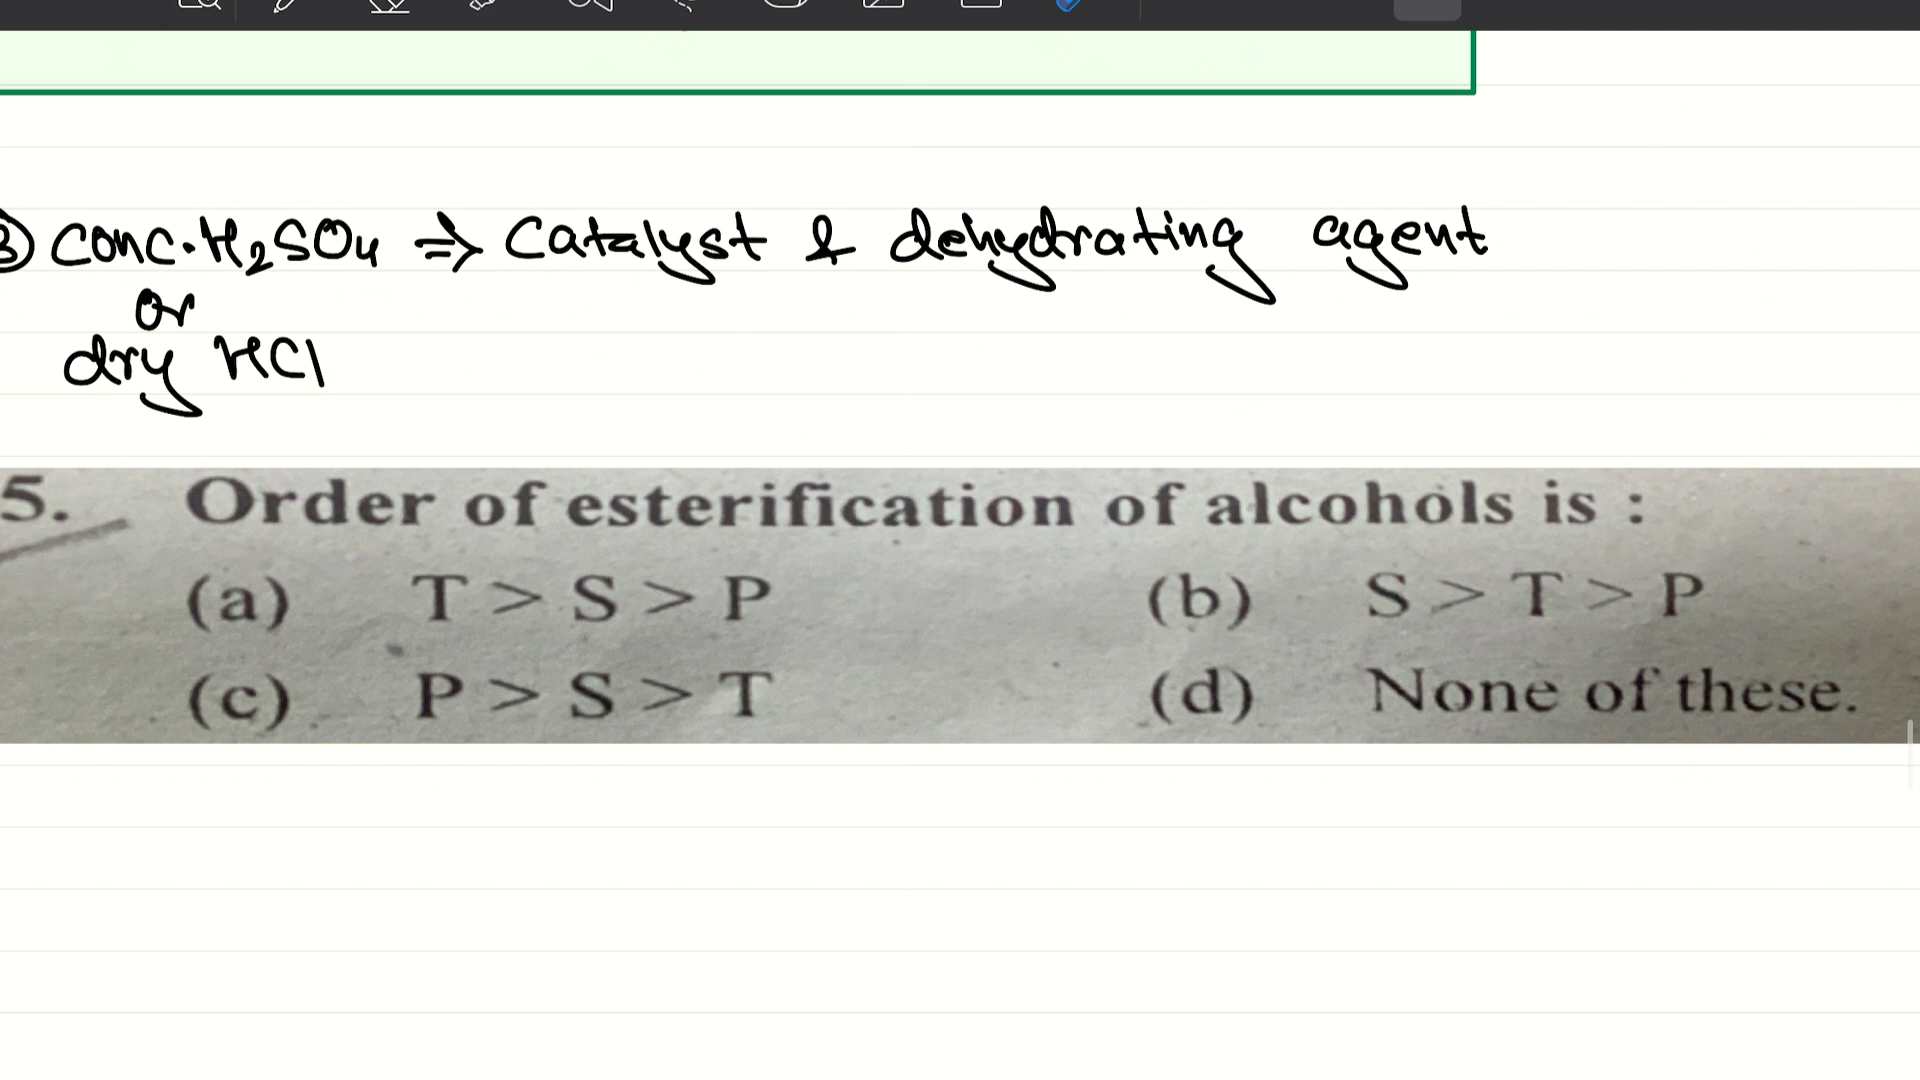 3) conc. H2SO4 ⇒ Catalyst & dehydrating agent
or
dry HCl
5. Order of esterification of alcohols is :
(a) T > S > P (b) S > T > P
(c) P > S > T (d) None of these.